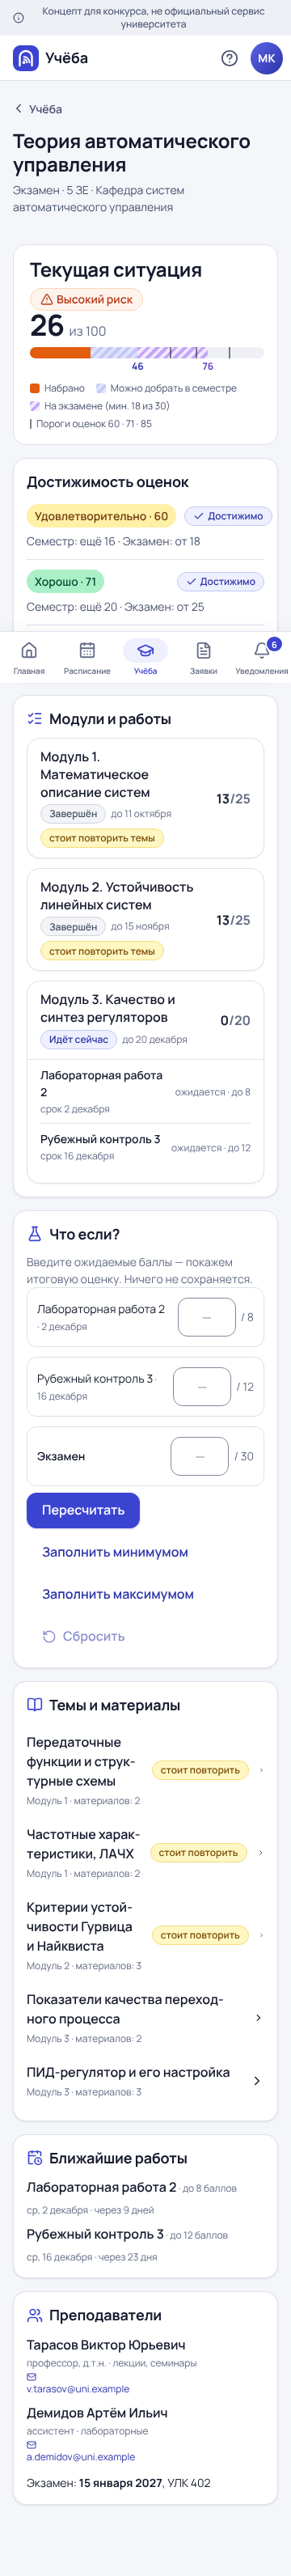 Концепт для конкурса, не официальный сервис
университета
Учёба
МК
Учёба
Теория автоматического
управления
Экзамен · 5 ЗЕ · Кафедра систем
автоматического управления
Текущая ситуация
Высокий риск
26 из 100
46 76
Набрано Можно добрать в семестре
На экзамене (мин. 18 из 30)
Пороги оценок 60 · 71 · 85
Достижимость оценок
Удовлетворительно · 60 Достижимо
Семестр: ещё 16 · Экзамен: от 18
Хорошо · 71 Достижимо
Семестр: ещё 20 · Экзамен: от 25
6
Главная Расписание Учёба Заявки Уведомления
Модули и работы
Модуль 1.
Математическое
описание систем
13/25
Завершён до 11 октября
стоит повторить темы
Модуль 2. Устойчивость
линейных систем
13/25
Завершён до 15 ноября
стоит повторить темы
Модуль 3. Качество и
синтез регуляторов
0/20
Идёт сейчас до 20 декабря
Лабораторная работа
2
ожидается · до 8
срок 2 декабря
Рубежный контроль 3
ожидается · до 12
срок 16 декабря
Что если?
Введите ожидаемые баллы — покажем
итоговую оценку. Ничего не сохраняется.
Лабораторная работа 2
· 2 декабря
— / 8
Рубежный контроль 3 ·
16 декабря
— / 12
Экзамен — / 30
Пересчитать
Заполнить минимумом
Заполнить максимумом
Сбросить
Темы и материалы
Передаточные
функции и струк-
турные схемы
стоит повторить
Модуль 1 · материалов: 2
Частотные харак-
теристики, ЛАЧХ
стоит повторить
Модуль 1 · материалов: 2
Критерии устой-
чивости Гурвица
и Найквиста
стоит повторить
Модуль 2 · материалов: 3
Показатели качества переход-
ного процесса
Модуль 3 · материалов: 2
ПИД-регулятор и его настройка
Модуль 3 · материалов: 3
Ближайшие работы
Лабораторная работа 2 · до 8 баллов
ср, 2 декабря · через 9 дней
Рубежный контроль 3 · до 12 баллов
ср, 16 декабря · через 23 дня
Преподаватели
Тарасов Виктор Юрьевич
профессор, д.т.н. · лекции, семинары
v.tarasov@uni.example
Демидов Артём Ильич
ассистент · лабораторные
a.demidov@uni.example
Экзамен: 15 января 2027, УЛК 402